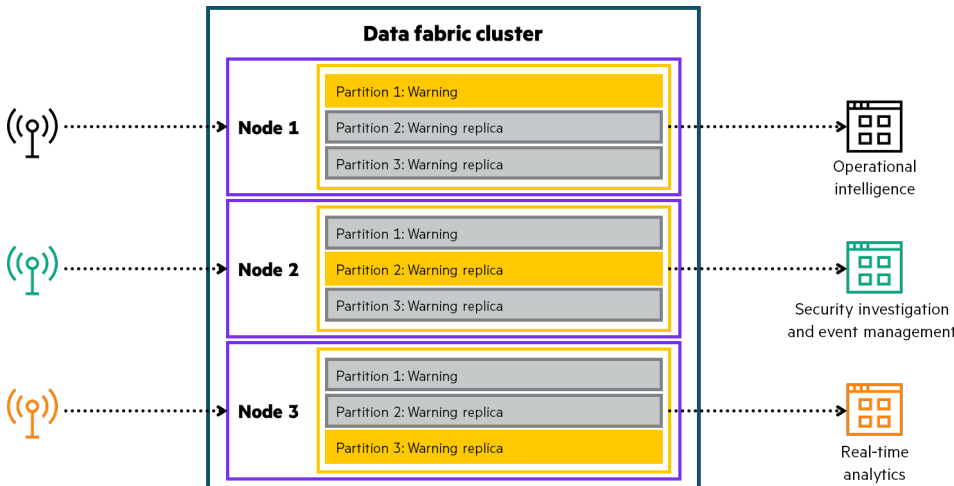 Data fabric cluster
Node 1
Partition 1: Warning
Partition 2: Warning replica
Partition 3: Warning replica
Operational
intelligence
Node 2
Partition 1: Warning
Partition 2: Warning replica
Partition 3: Warning replica
Security investigation
and event management
Node 3
Partition 1: Warning
Partition 2: Warning replica
Partition 3: Warning replica
Real-time
analytics